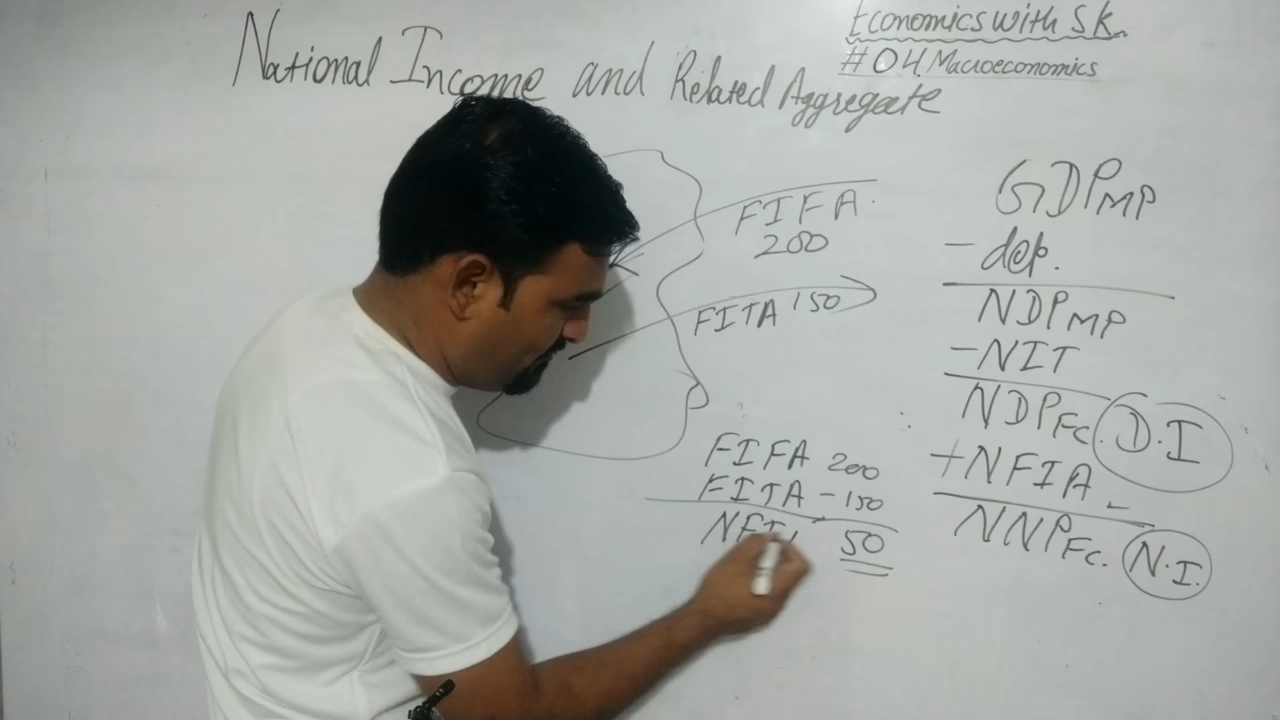 Economics with S.K.
#04 Macroeconomics
National Income and Related Aggregate
FIFA.
200
FITA 150
FIFA 200
FITA - 150
50
GDPMP
- dep.
NDPMP
- NIT
NDPFC. D.I
+ NFIA
NNPFC. N.I.